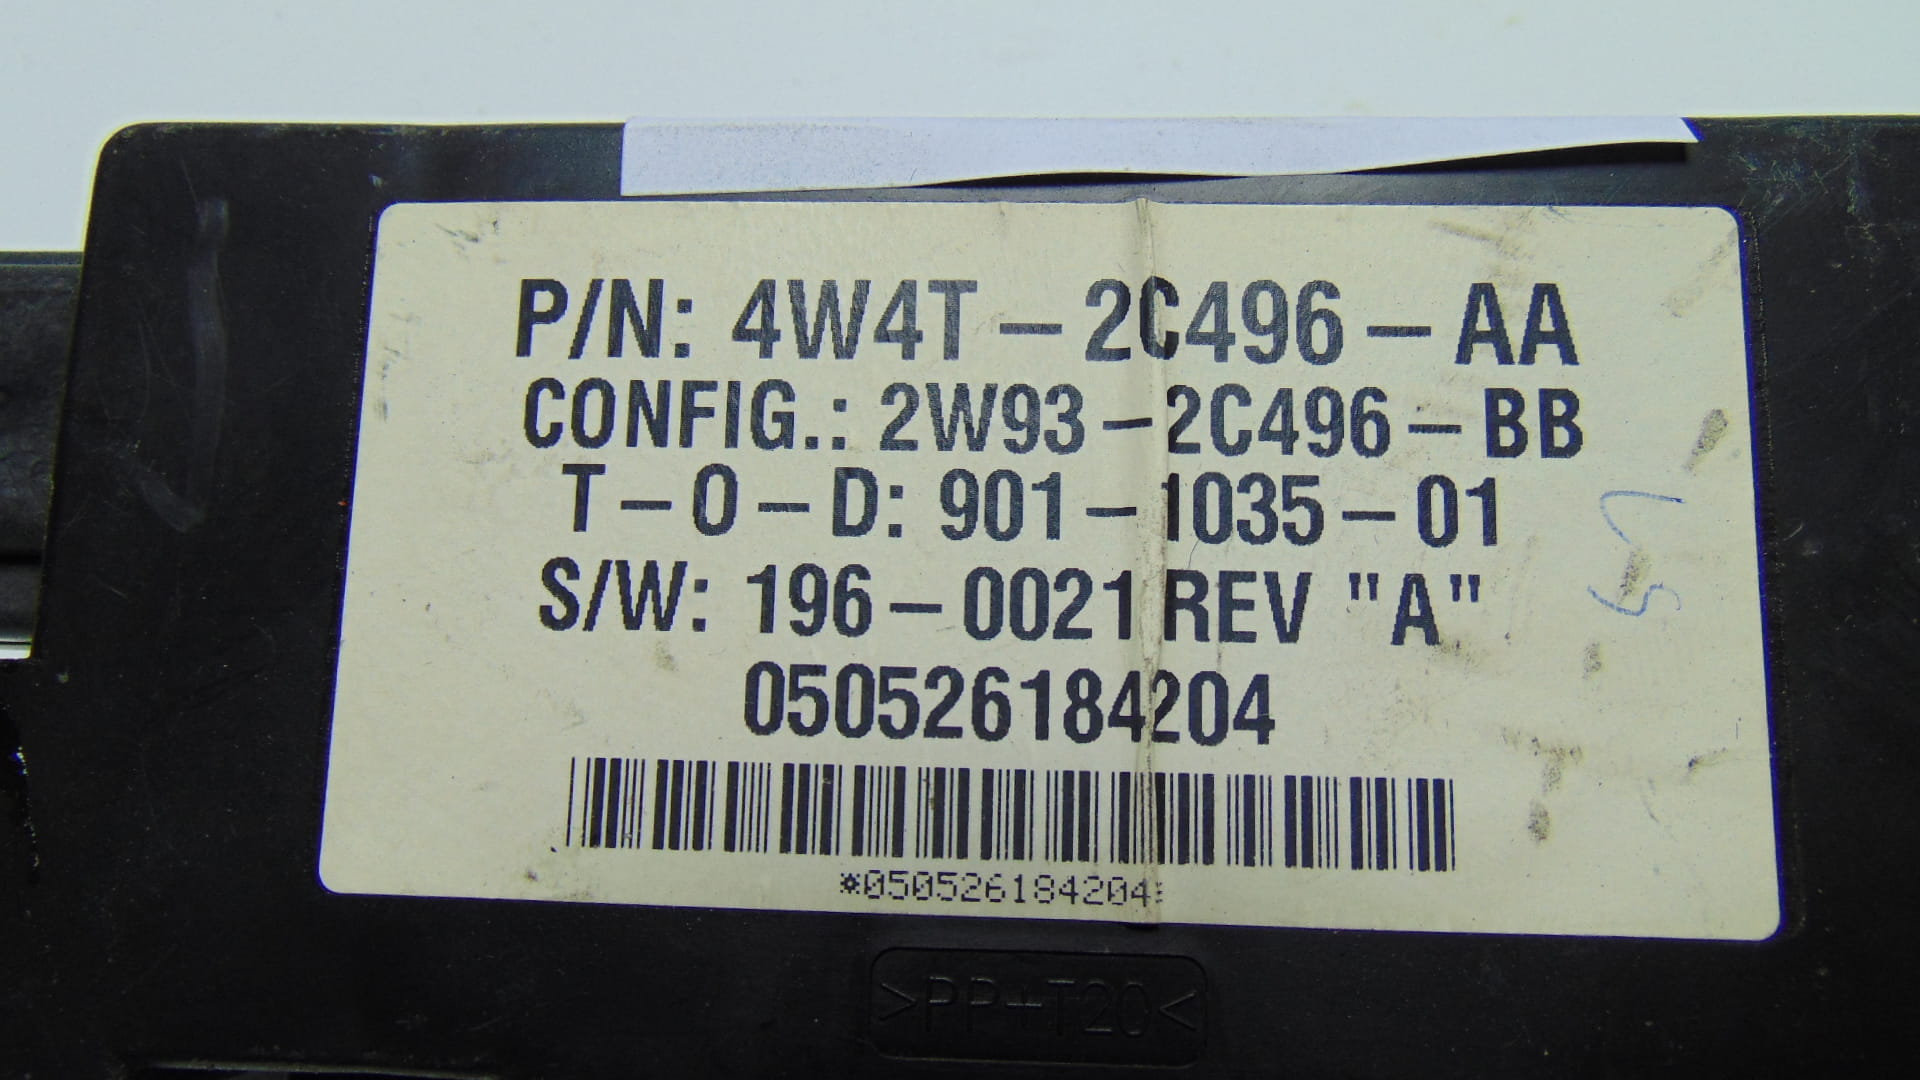 P/N: 4W4T-2C496-AA
CONFIG.: 2W93-2C496-BB
T-O-D: 901-1035-01
S/W: 196-0021 REV "A"
050526184204
*050526184204*
>PP+T20<